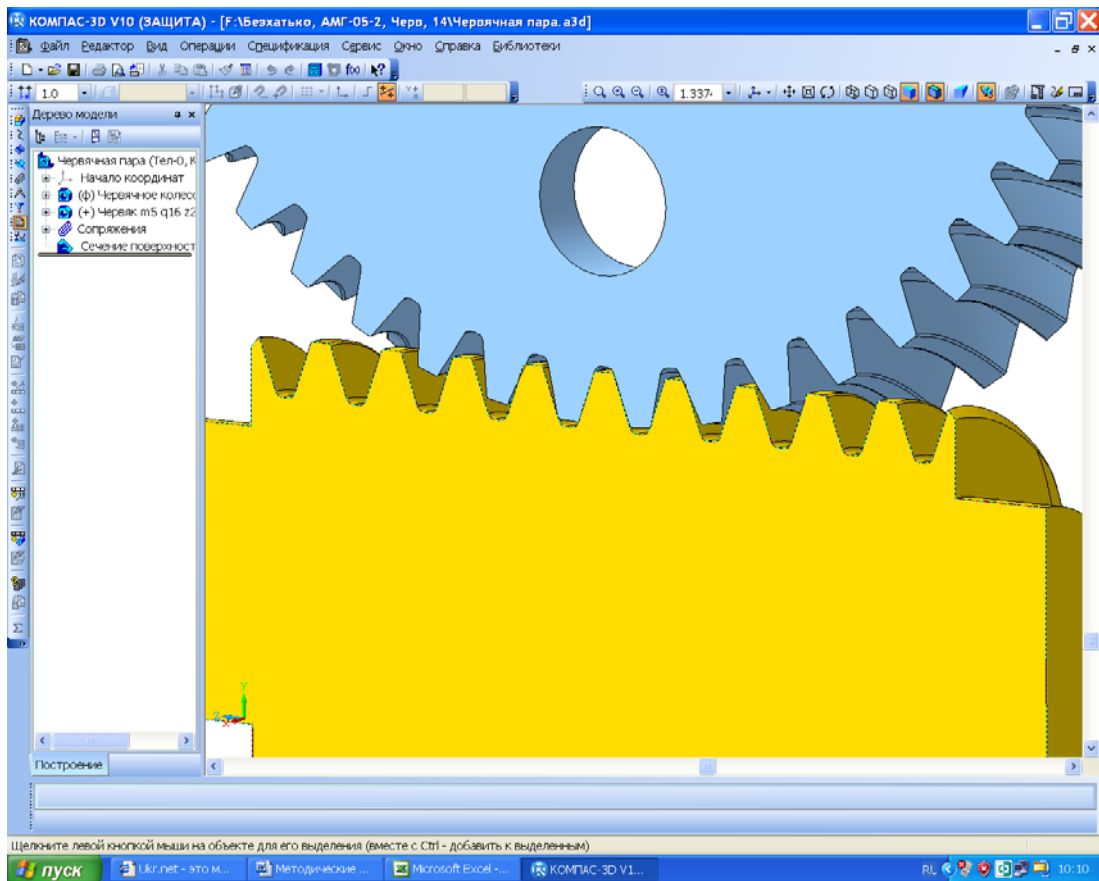 КОМПАС-3D V10 (ЗАЩИТА) - [F:\Безхатько, АМГ-05-2, Черв, 14\Червячная пара.a3d]
Файл Редактор Вид Операции Спецификация Сервис Окно Справка Библиотеки
f(x)
1.0 1.337
Дерево модели
Червячная пара (Тел-0, К
Начало координат
(ф) Червячное колесо
(+) Червяк m5 q16 z2
Сопряжения
Сечение поверхност
Y
Z
X
Построение
Щелкните левой кнопкой мыши на объекте для его выделения (вместе с Ctrl - добавить к выделенным)
пуск Ukr.net - это м... Методические ... Microsoft Excel -... КОМПАС-3D V1... RU 10:10